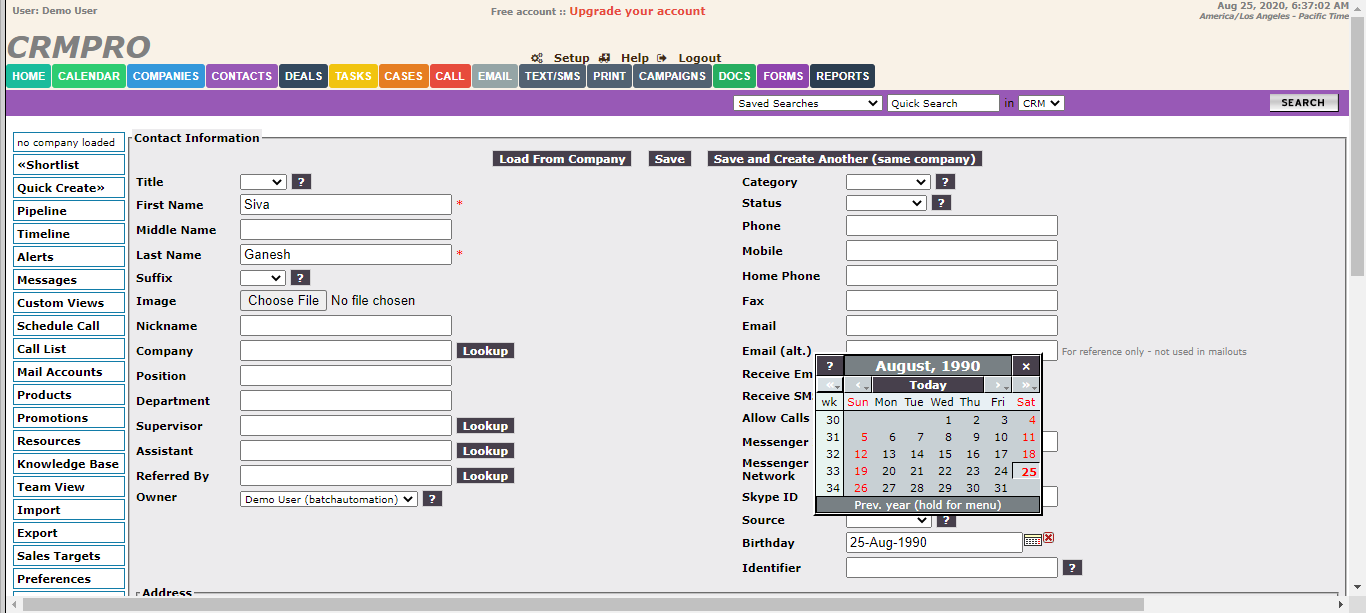 User: Demo User
Free account :: Upgrade your account
Aug 25, 2020, 6:37:02 AM
America/Los Angeles - Pacific Time
CRMPRO
Setup Help Logout
HOME CALENDAR COMPANIES CONTACTS DEALS TASKS CASES CALL EMAIL TEXT/SMS PRINT CAMPAIGNS DOCS FORMS REPORTS
Saved Searches Quick Search in CRM SEARCH
no company loaded
«Shortlist
Quick Create»
Pipeline
Timeline
Alerts
Messages
Custom Views
Schedule Call
Call List
Mail Accounts
Products
Promotions
Resources
Knowledge Base
Team View
Import
Export
Sales Targets
Preferences
Contact Information
Load From Company Save Save and Create Another (same company)
Title ?
First Name Siva *
Middle Name
Last Name Ganesh *
Suffix ?
Image Choose File No file chosen
Nickname
Company Lookup
Position
Department
Supervisor Lookup
Assistant Lookup
Referred By Lookup
Owner Demo User (batchautomation) ?
Category ?
Status ?
Phone
Mobile
Home Phone
Fax
Email
Email (alt.) For reference only - not used in mailouts
Receive Em
Receive SM
Allow Calls
Messenger
Messenger
Network
Skype ID
Source ?
Birthday 25-Aug-1990
Identifier ?
? August, 1990 ×
« ‹ Today › »
wk Sun Mon Tue Wed Thu Fri Sat
30 1 2 3 4
31 5 6 7 8 9 10 11
32 12 13 14 15 16 17 18
33 19 20 21 22 23 24 25
34 26 27 28 29 30 31
Prev. year (hold for menu)
Address